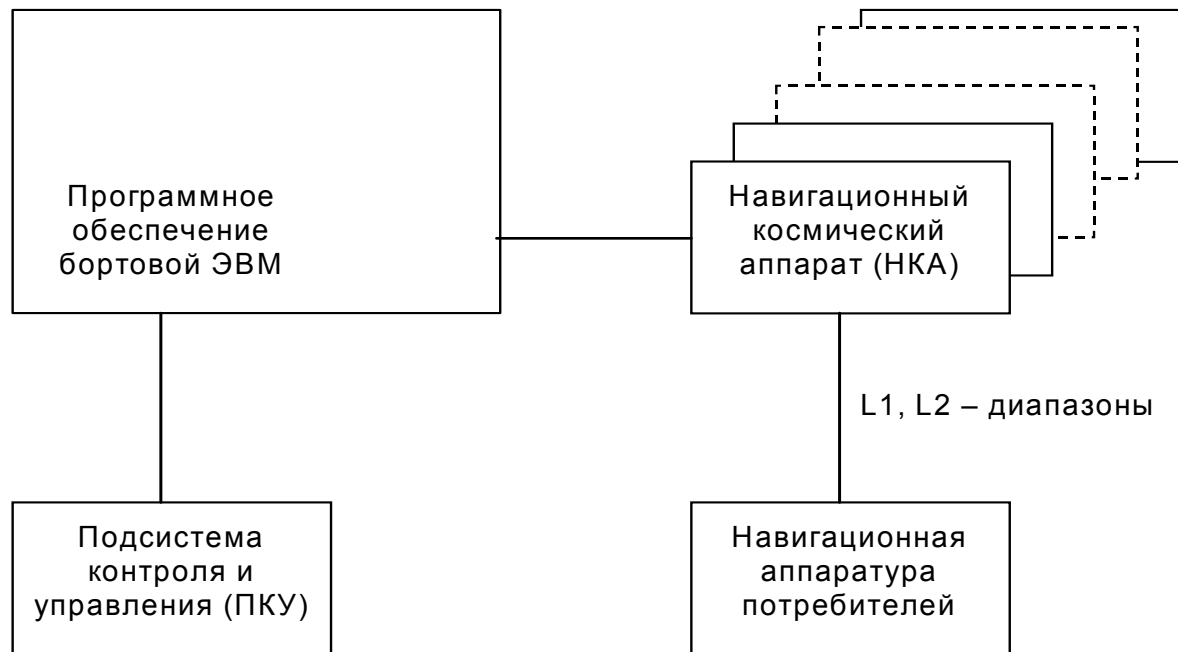 Программное
обеспечение
бортовой ЭВМ
Навигационный
космический
аппарат (НКА)
L1, L2 – диапазоны
Подсистема
контроля и
управления (ПКУ)
Навигационная
аппаратура
потребителей